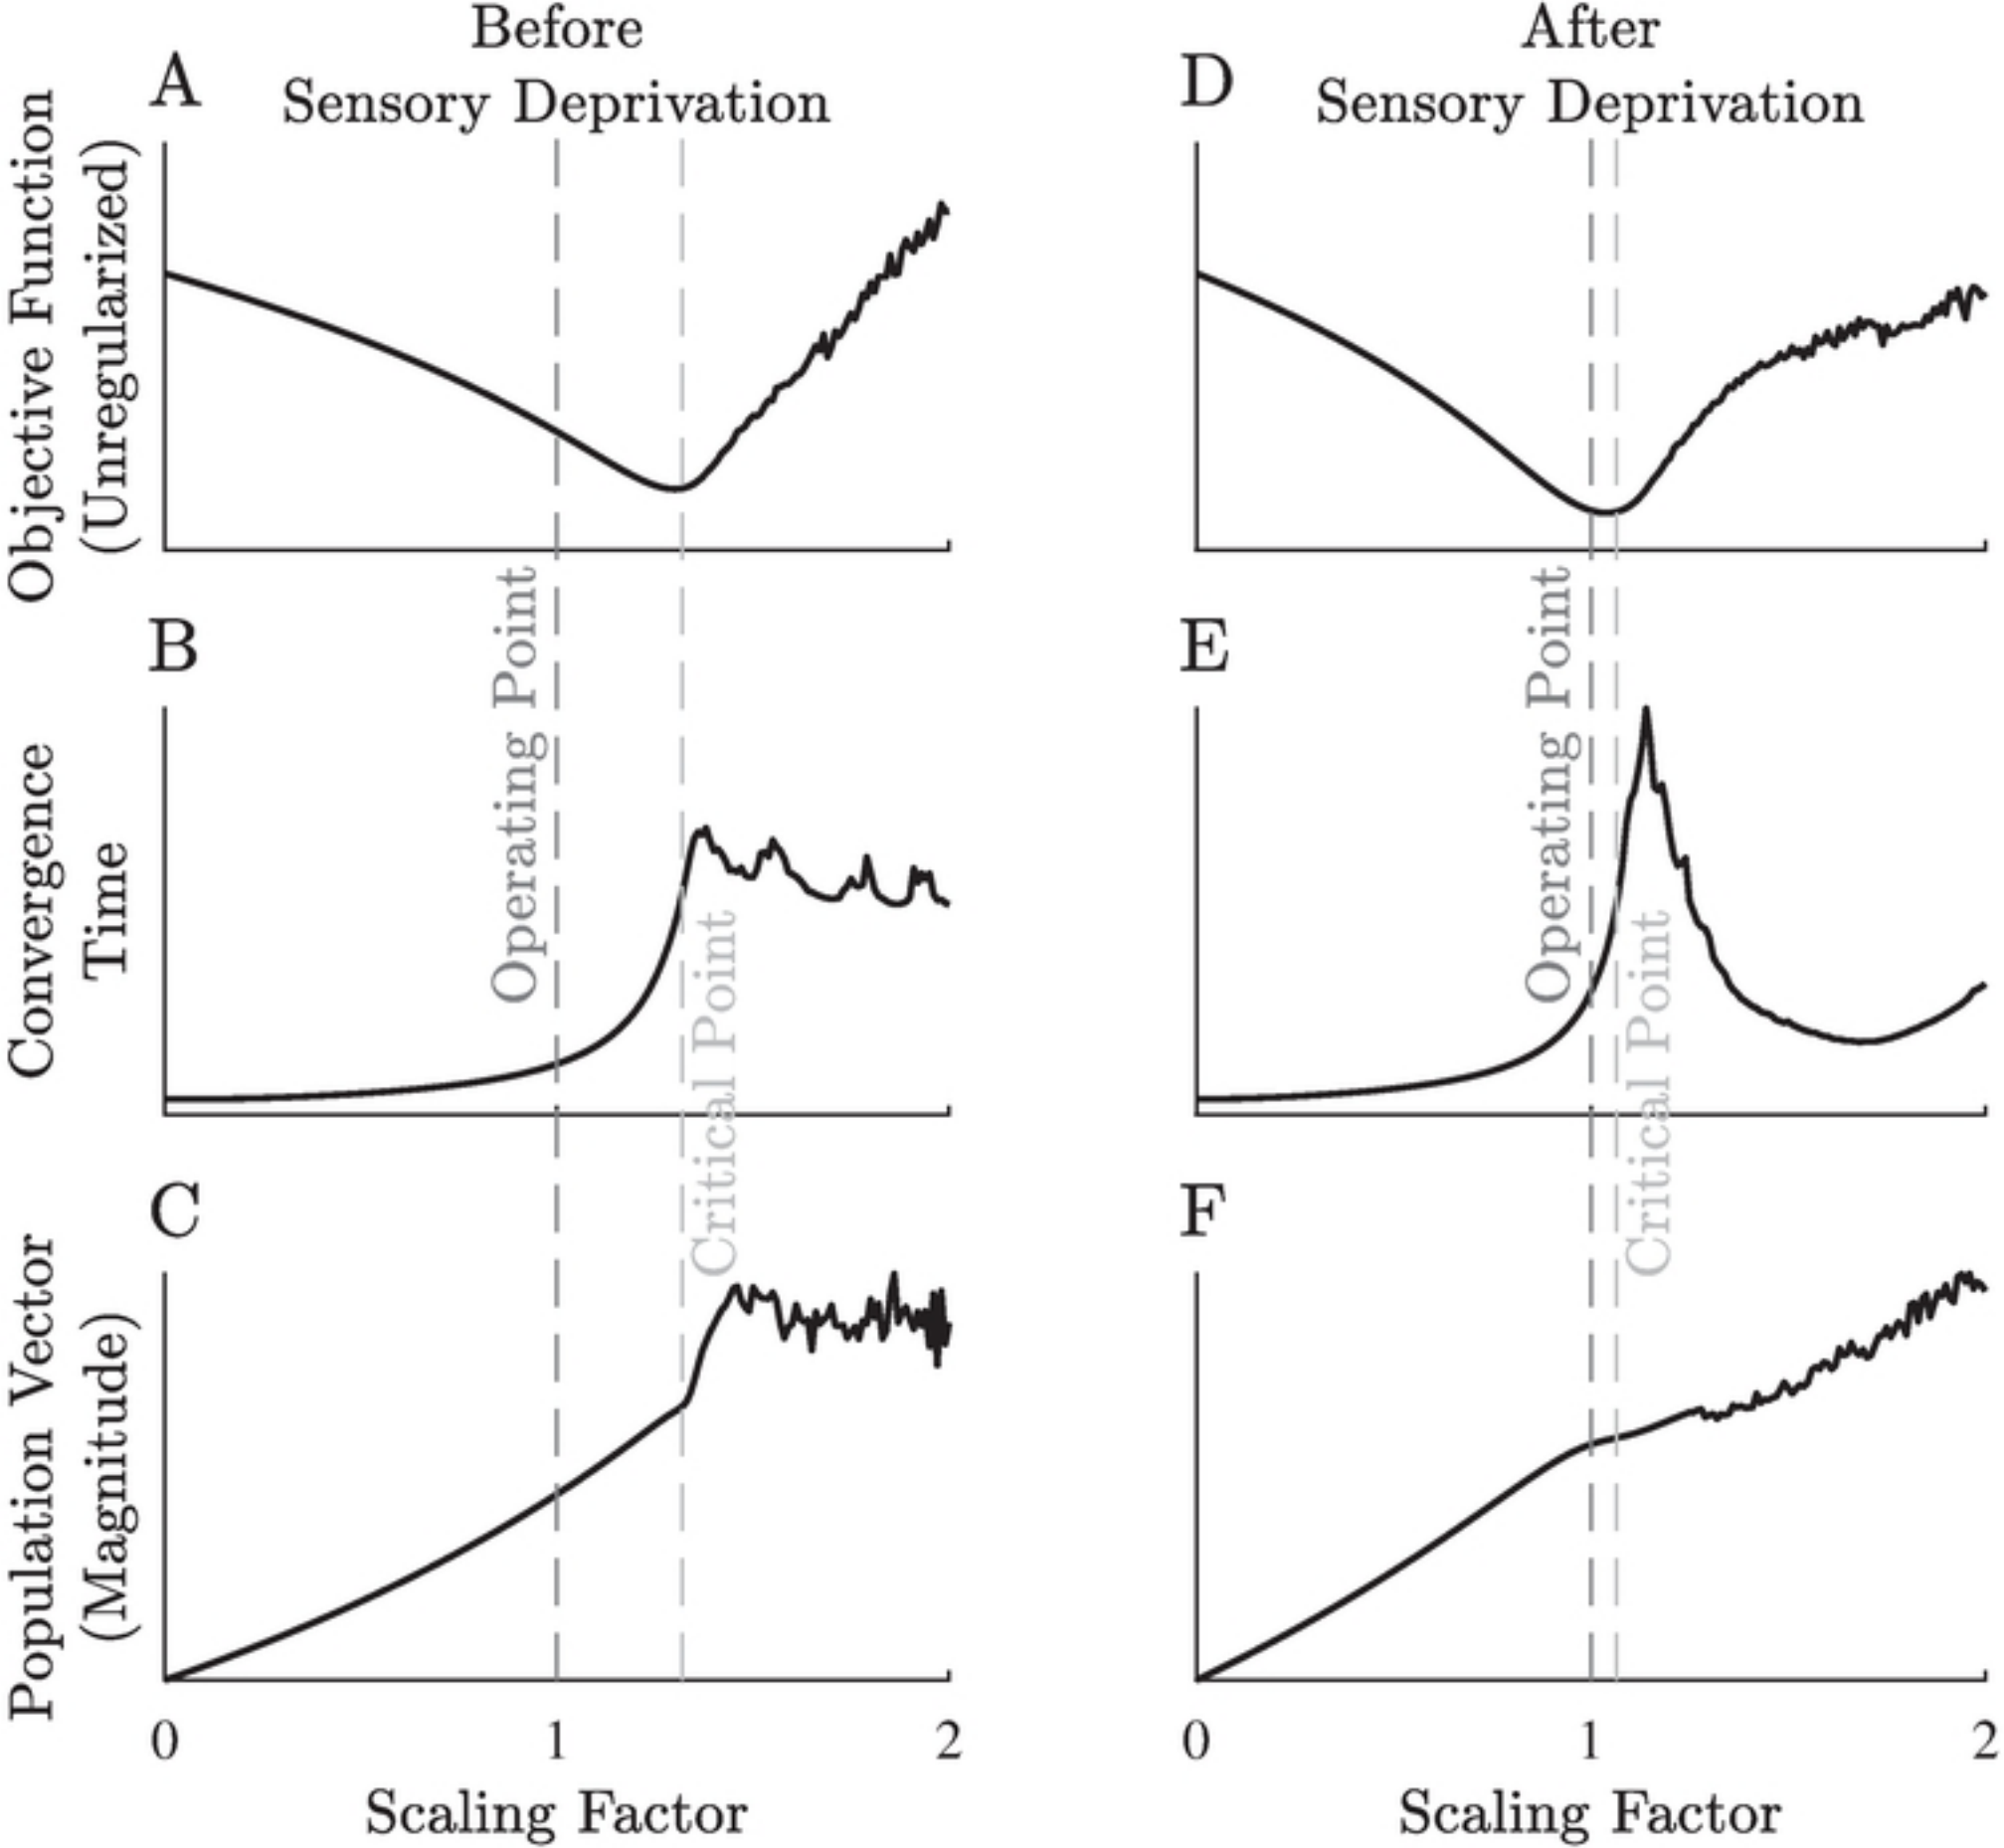 Before
Sensory Deprivation
After
Sensory Deprivation
A
D
Objective Function
(Unregularized)
Operating Point
Operating Point
B
E
Convergence
Time
Critical Point
Critical Point
C
F
Population Vector
(Magnitude)
0 1 2
0 1 2
Scaling Factor
Scaling Factor